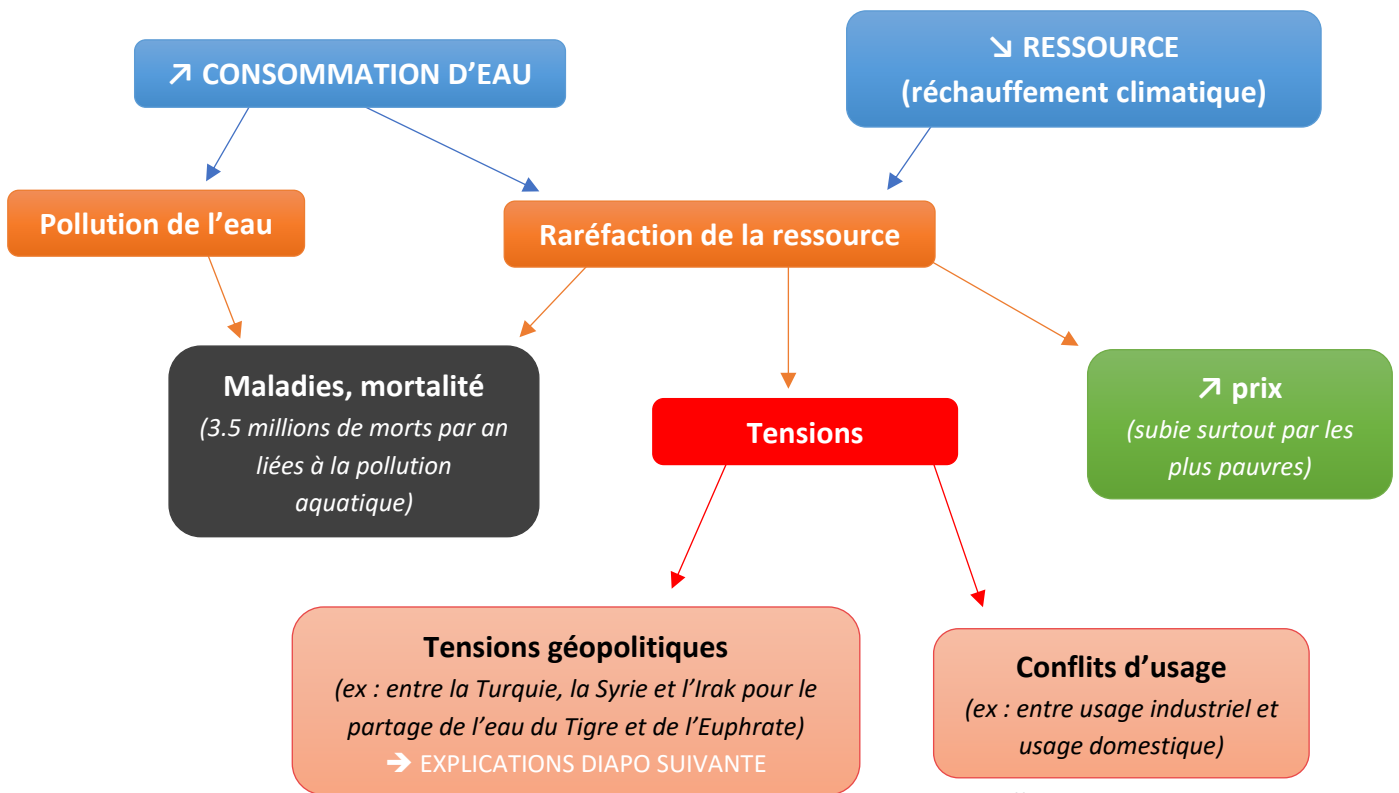 ↗ CONSOMMATION D’EAU
↘ RESSOURCE
(réchauffement climatique)
Pollution de l’eau
Raréfaction de la ressource
Maladies, mortalité
(3.5 millions de morts par an
liées à la pollution
aquatique)
Tensions
↗ prix
(subie surtout par les
plus pauvres)
Tensions géopolitiques
(ex : entre la Turquie, la Syrie et l’Irak pour le
partage de l’eau du Tigre et de l’Euphrate)
➔ EXPLICATIONS DIAPO SUIVANTE
Conflits d’usage
(ex : entre usage industriel et
usage domestique)